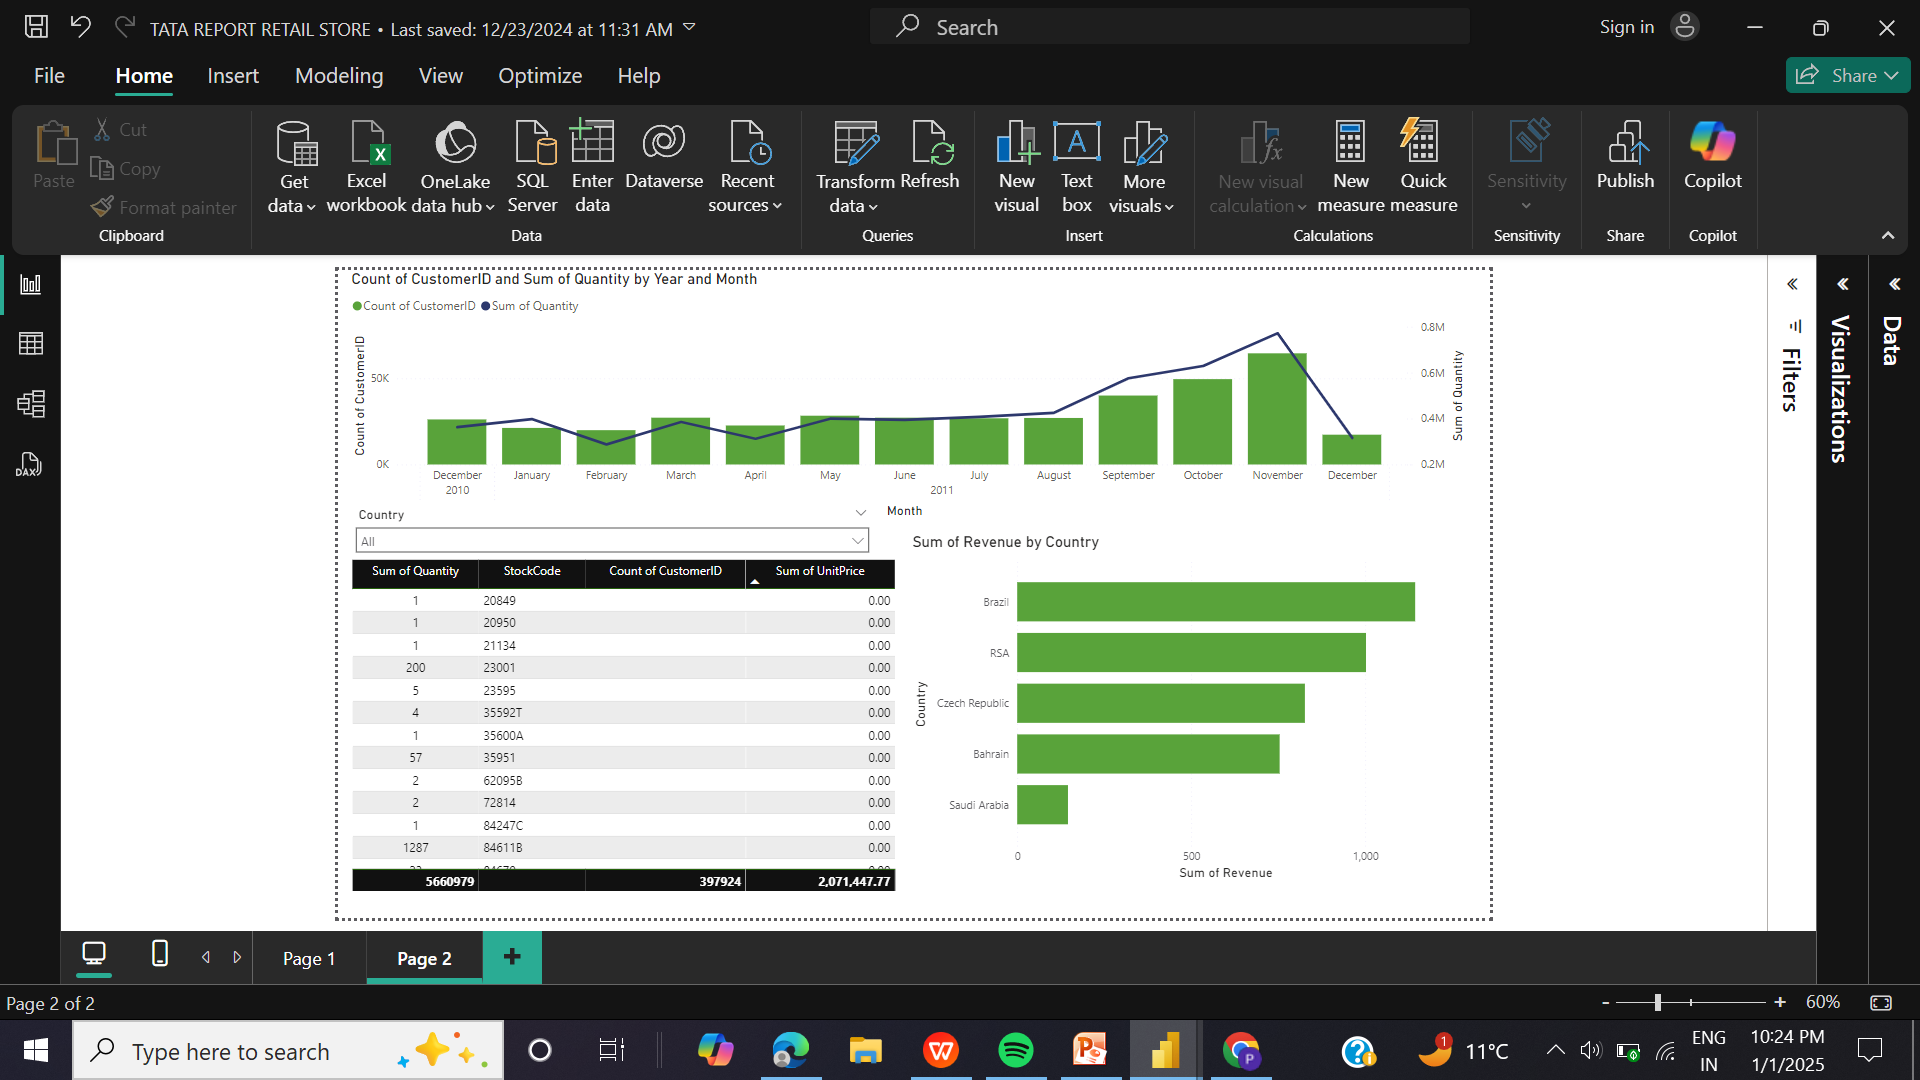 TATA REPORT RETAIL STORE • Last saved: 12/23/2024 at 11:31 AM
Search
Sign in
File Home Insert Modeling View Optimize Help
Share
Paste
Cut
Copy
Format painter
Clipboard
Get data
Excel workbook
OneLake data hub
SQL Server
Enter data
Dataverse
Recent sources
Data
Transform data
Refresh
Queries
New visual
Text box
More visuals
Insert
New visual calculation
New measure
Quick measure
Calculations
Sensitivity
Sensitivity
Publish
Share
Copilot
Copilot
DAX
Count of CustomerID and Sum of Quantity by Year and Month
Count of CustomerID Sum of Quantity
Count of CustomerID
50K
0K
0.8M
0.6M
0.4M
0.2M
Sum of Quantity
December January February March April May June July August September October November December
2010 2011
Month
Country
All
Sum of Quantity StockCode Count of CustomerID Sum of UnitPrice
1 20849 0.00
1 20950 0.00
1 21134 0.00
200 23001 0.00
5 23595 0.00
4 35592T 0.00
1 35600A 0.00
57 35951 0.00
2 62095B 0.00
2 72814 0.00
1 84247C 0.00
1287 84611B 0.00
5660979 397924 2,071,447.77
Sum of Revenue by Country
Country
Brazil
RSA
Czech Republic
Bahrain
Saudi Arabia
0 500 1,000
Sum of Revenue
Filters
Visualizations
Data
Page 1
Page 2
+
Page 2 of 2
- + 60%
Type here to search
1
11°C
ENG
IN
10:24 PM
1/1/2025